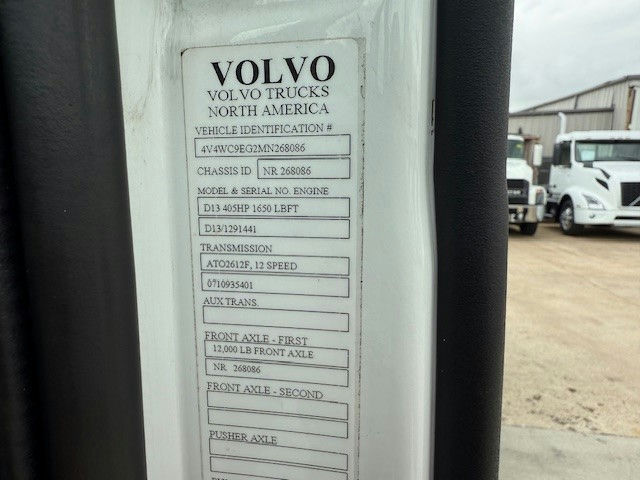 VOLVO
VOLVO TRUCKS
NORTH AMERICA
VEHICLE IDENTIFICATION #
4V4WC9EG2MN268086
CHASSIS ID NR 268086
MODEL & SERIAL NO. ENGINE
D13 405HP 1650 LBFT
D13/1291441
TRANSMISSION
ATO2612F, 12 SPEED
0710935401
AUX TRANS.
FRONT AXLE - FIRST
12,000 LB FRONT AXLE
NR 268086
FRONT AXLE - SECOND
PUSHER AXLE